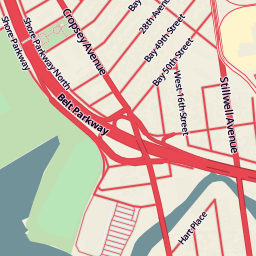 Shore Parkway
Shore Parkway North
Cropsey Avenue
Bay
28th Avenue
Bay 49th Street
Bay 50th Street
West 16th Street
Stillwell Avenue
Belt Parkway
Hart Place